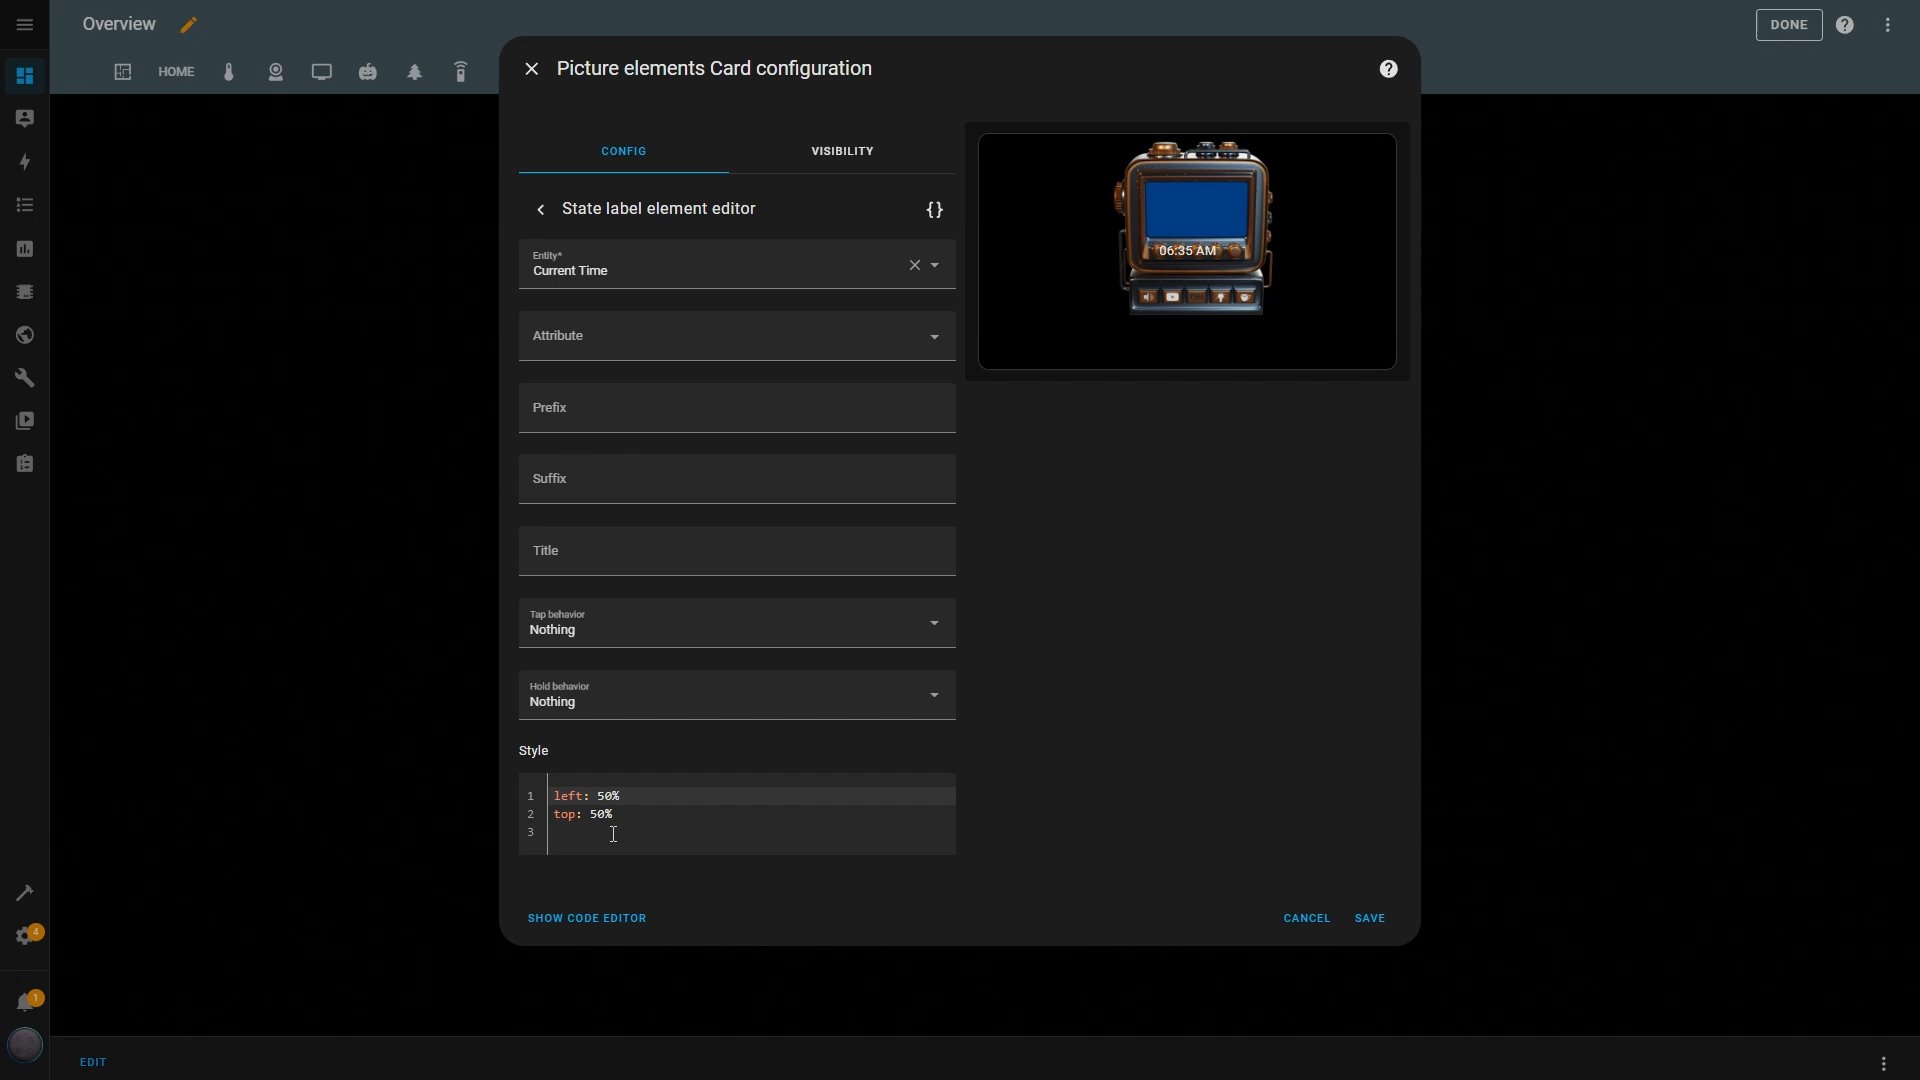 Overview
DONE
HOME
Picture elements Card configuration
CONFIG
VISIBILITY
State label element editor
{}
Entity*
Current Time
Attribute
Prefix
Suffix
Title
Tap behavior
Nothing
Hold behavior
Nothing
Style
1 left: 50%
2 top: 50%
3
06:35 AM
SHOW CODE EDITOR
CANCEL
SAVE
4
1
EDIT